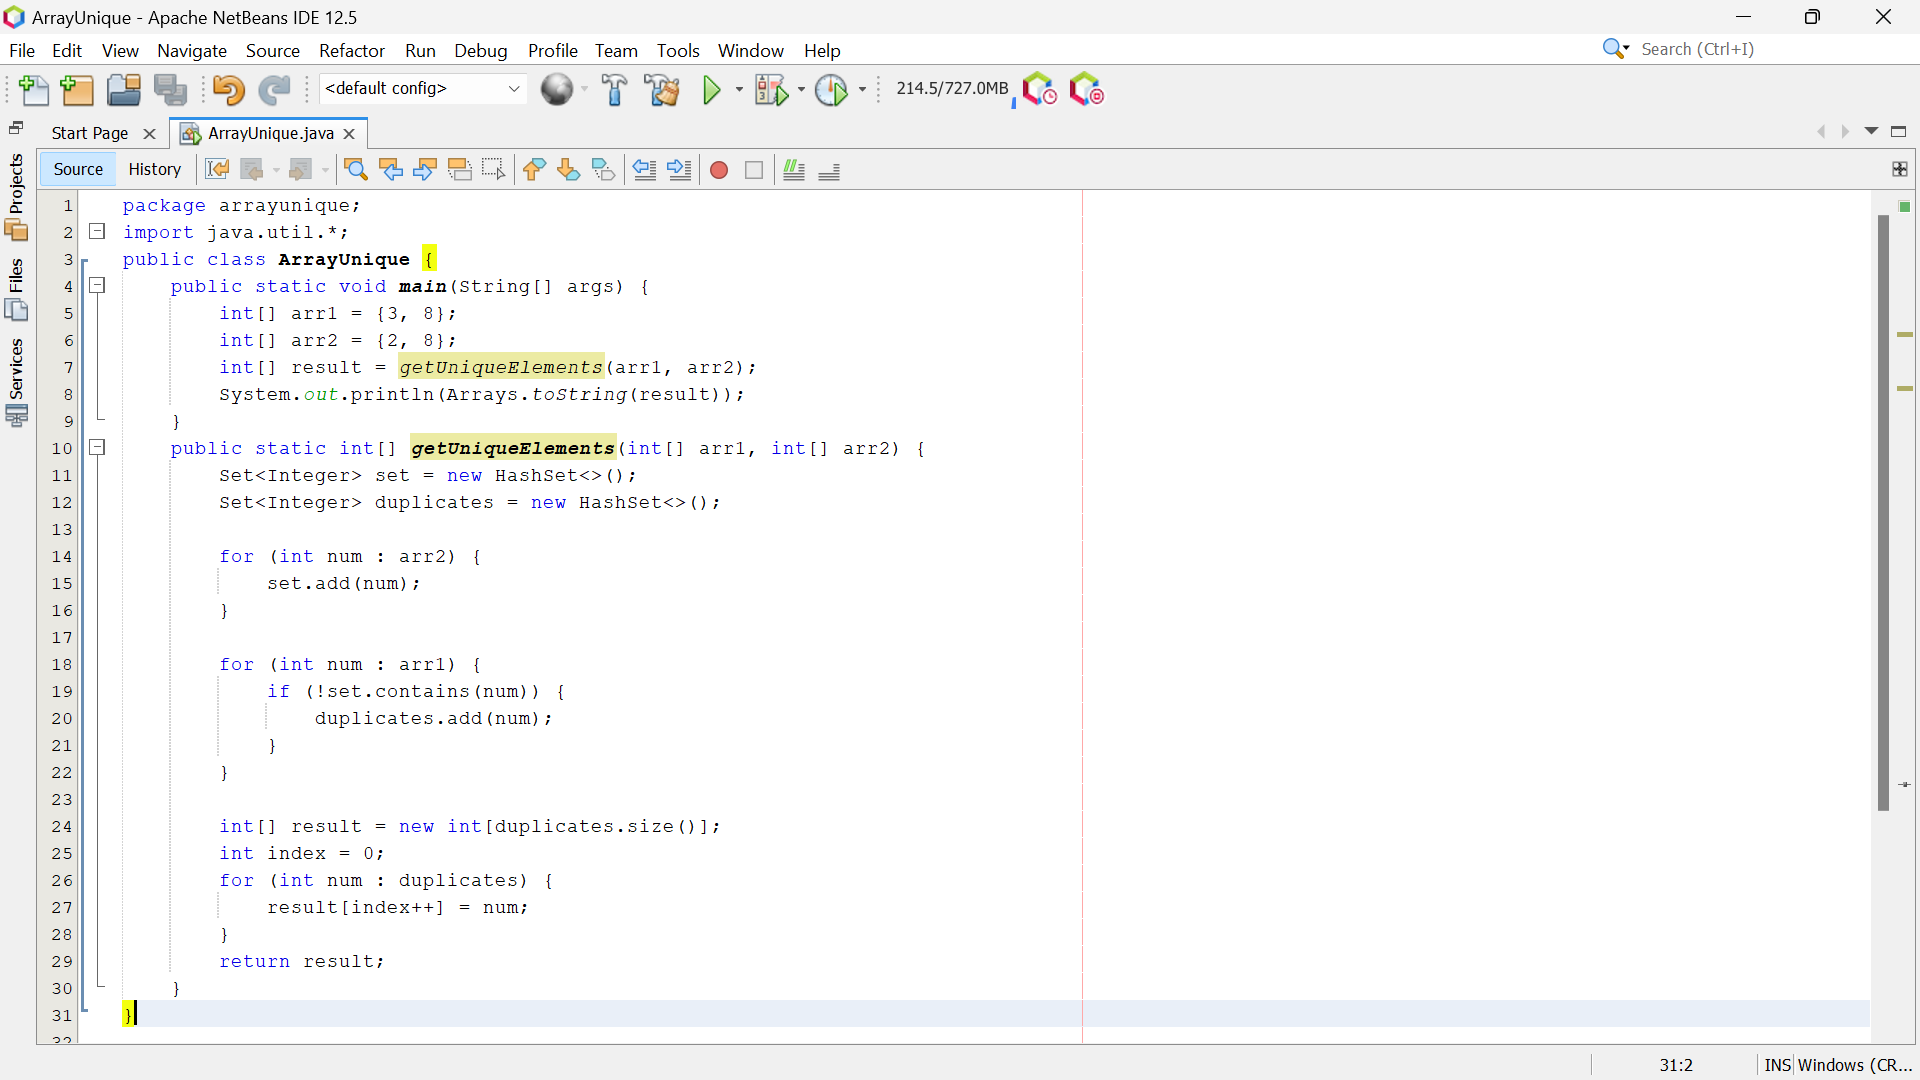 ArrayUnique - Apache NetBeans IDE 12.5
File Edit View Navigate Source Refactor Run Debug Profile Team Tools Window Help Search (Ctrl+I)
<default config> 214.5/727.0MB
Start Page ArrayUnique.java
Projects
Files
Services
Source History
1 package arrayunique;
2 import java.util.*;
3 public class ArrayUnique {
4     public static void main(String[] args) {
5         int[] arr1 = {3, 8};
6         int[] arr2 = {2, 8};
7         int[] result = getUniqueElements(arr1, arr2);
8         System.out.println(Arrays.toString(result));
9     }
10     public static int[] getUniqueElements(int[] arr1, int[] arr2) {
11         Set<Integer> set = new HashSet<>();
12         Set<Integer> duplicates = new HashSet<>();
13
14         for (int num : arr2) {
15             set.add(num);
16         }
17
18         for (int num : arr1) {
19             if (!set.contains(num)) {
20                 duplicates.add(num);
21             }
22         }
23
24         int[] result = new int[duplicates.size()];
25         int index = 0;
26         for (int num : duplicates) {
27             result[index++] = num;
28         }
29         return result;
30     }
31 }
32
31:2 INS Windows (CR...